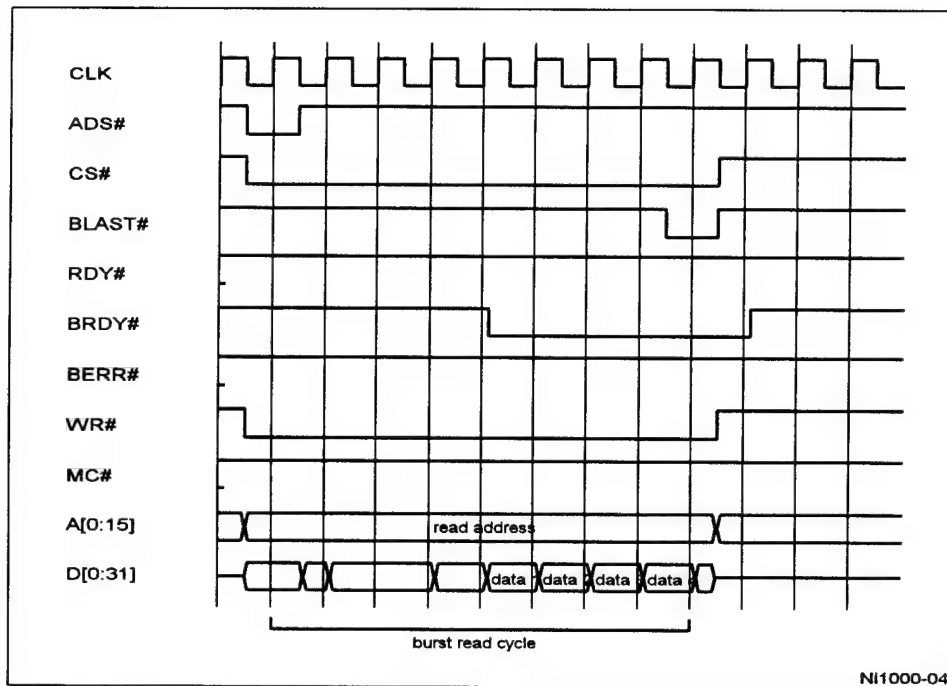 CLK
ADS#
CS#
BLAST#
RDY#
BRDY#
BERR#
WR#
MC#
A[0:15] read address
D[0:31] data data data data
burst read cycle
NI1000-04